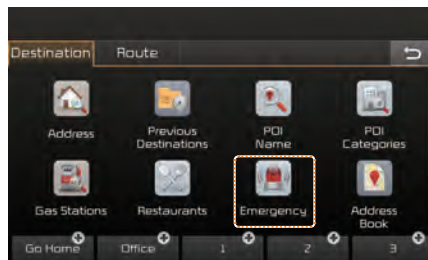 Destination Route
Address Previous Destinations POI Name POI Categories
Gas Stations Restaurants Emergency Address Book
Go Home Office 1 2 3